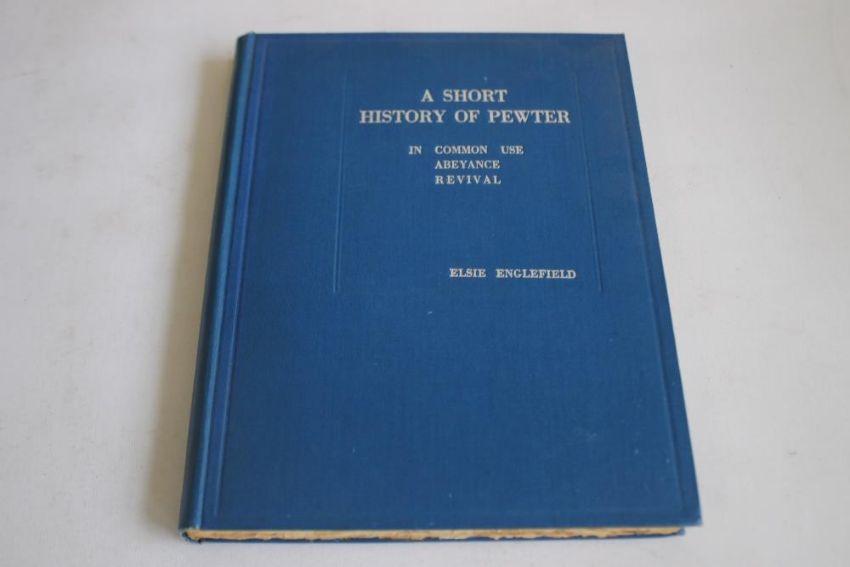 A SHORT
HISTORY OF PEWTER
IN COMMON USE
ABEYANCE
REVIVAL
ELSIE ENGLEFIELD